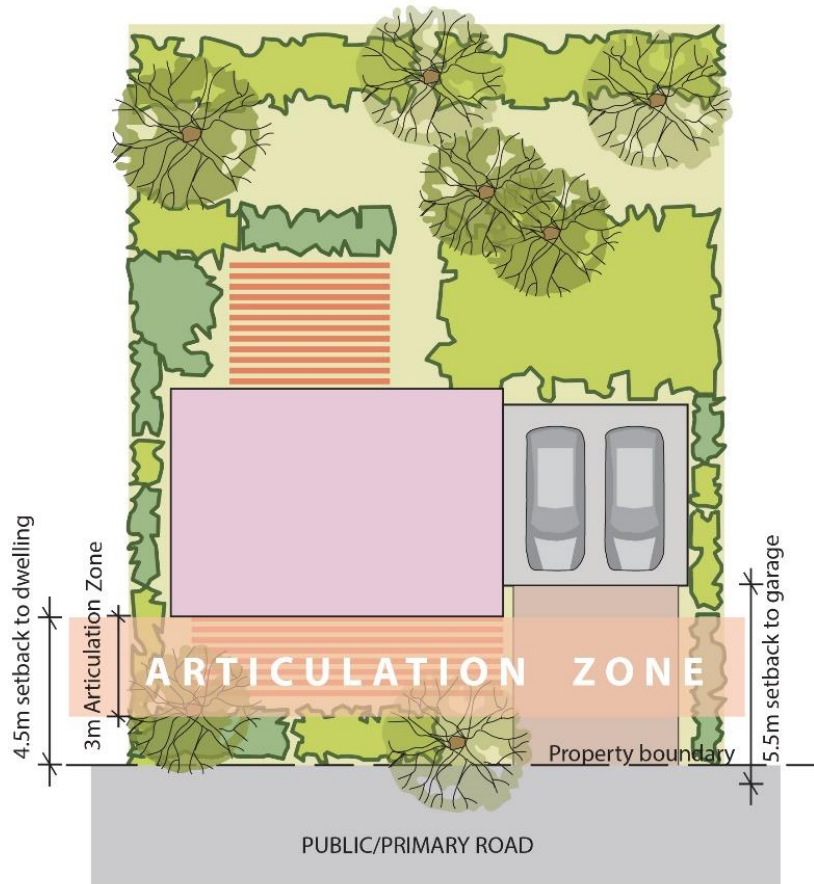 4.5m setback to dwelling
3m Articulation Zone
ARTICULATION ZONE
5.5m setback to garage
Property boundary
PUBLIC/PRIMARY ROAD